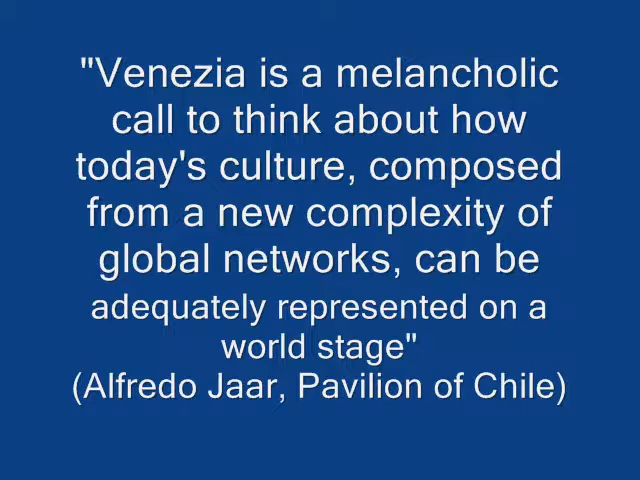 "Venezia is a melancholic
call to think about how
today's culture, composed
from a new complexity of
global networks, can be
adequately represented on a
world stage"
(Alfredo Jaar, Pavilion of Chile)